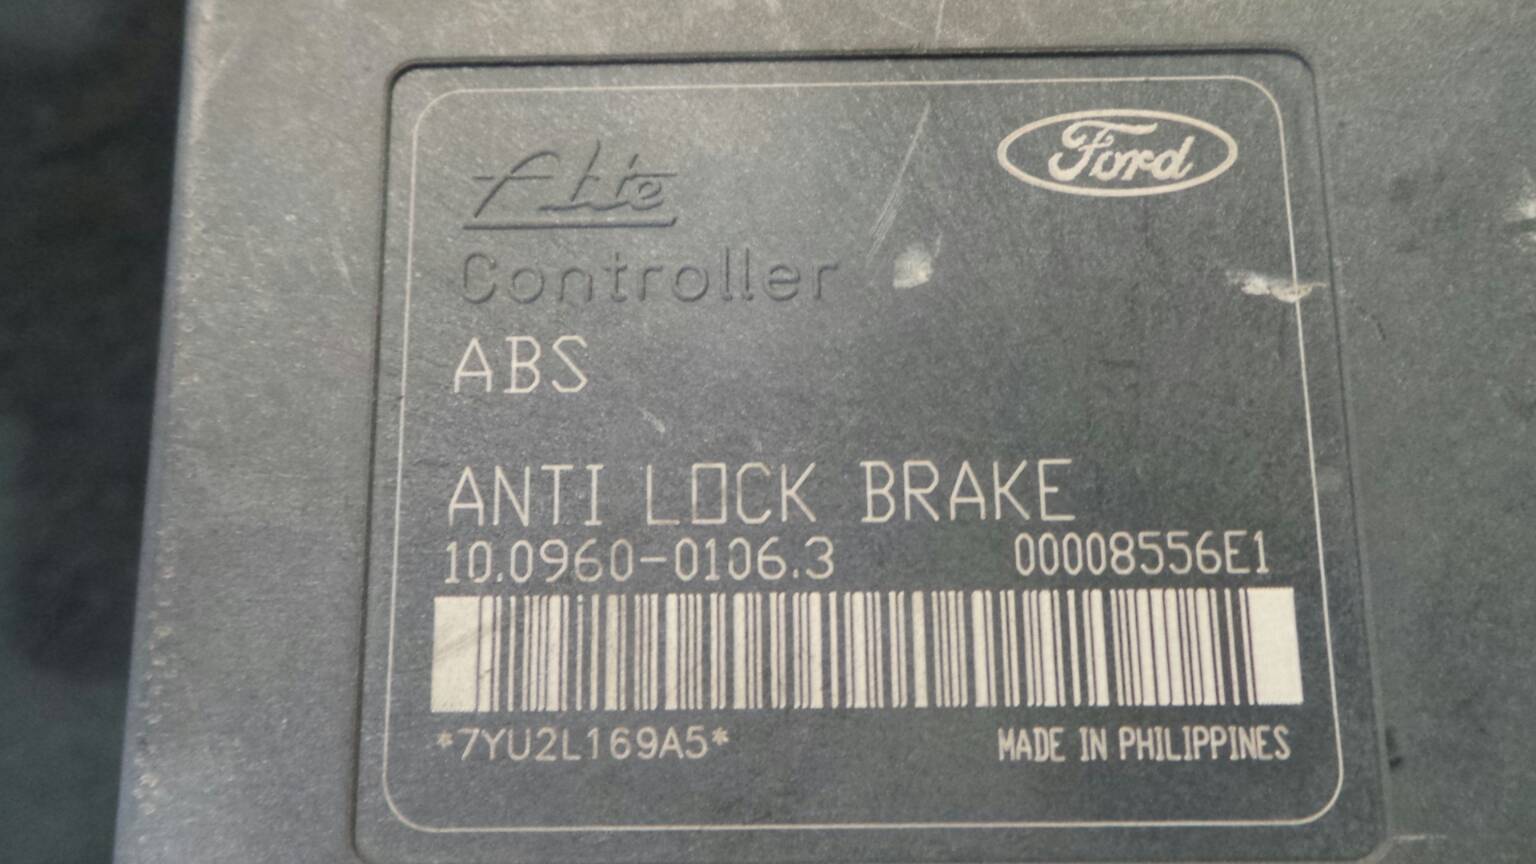 Ford
Ate
Controller
ABS
ANTI LOCK BRAKE
10.0960-0106.3 00008556E1
*7YU2L169A5* MADE IN PHILIPPINES